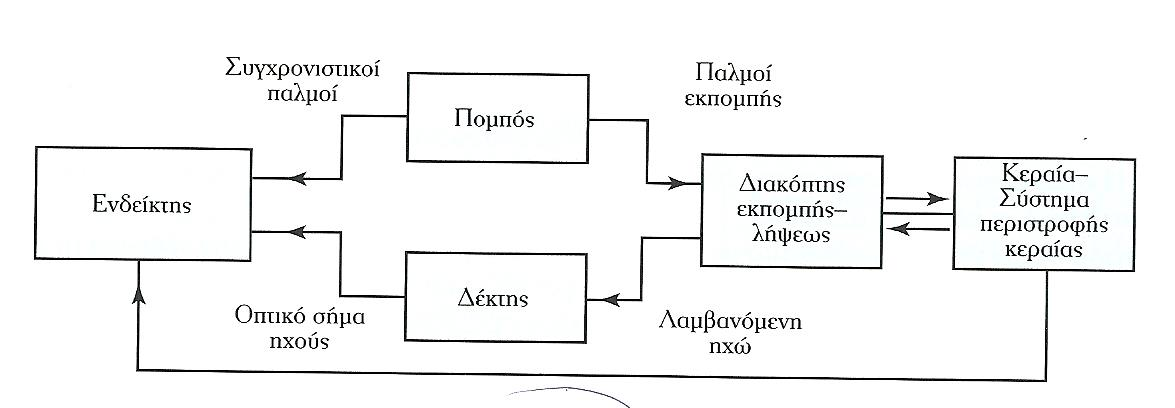 Συγχρονιστικοί
παλμοί
Πομπός
Παλμοί
εκπομπής
Ενδείκτης
Διακόπτης
εκπομπής–
λήψεως
Κεραία–
Σύστημα
περιστροφής
κεραίας
Δέκτης
Οπτικό σήμα
ηχούς
Λαμβανόμενη
ηχώ